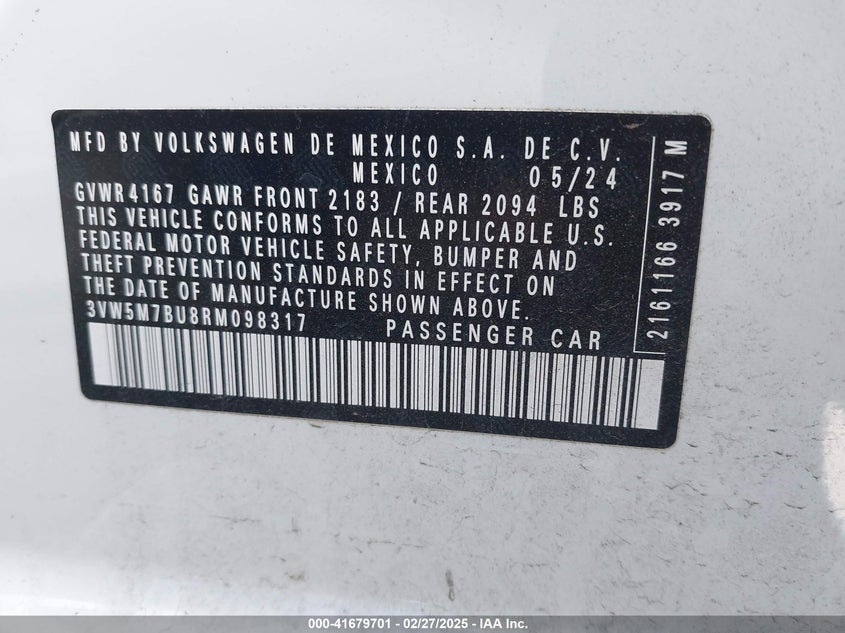 MFD BY VOLKSWAGEN DE MEXICO S.A. DE C.V.
MEXICO 05/24
GVWR 4167 GAWR FRONT 2183 / REAR 2094 LBS
THIS VEHICLE CONFORMS TO ALL APPLICABLE U.S.
FEDERAL MOTOR VEHICLE SAFETY, BUMPER AND
THEFT PREVENTION STANDARDS IN EFFECT ON
THE DATE OF MANUFACTURE SHOWN ABOVE.
3VW5M7BU8RM098317 PASSENGER CAR
2161166 3917 M
000-41679701 - 02/27/2025 - IAA Inc.